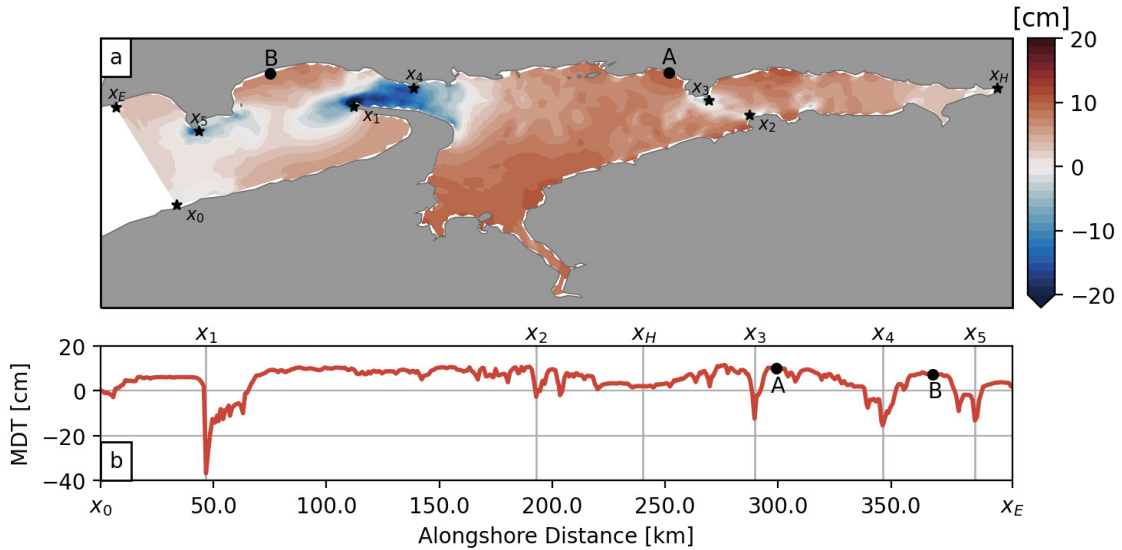 [cm]
a
B
A
x_E
x_4
x_3
x_H
x_5
x_1
x_2
x_0
20
10
0
−10
−20
x_1 x_2 x_H x_3 x_4 x_5
MDT [cm]
20
0
−20
−40
A
B
b
x_0 50.0 100.0 150.0 200.0 250.0 300.0 350.0 x_E
Alongshore Distance [km]